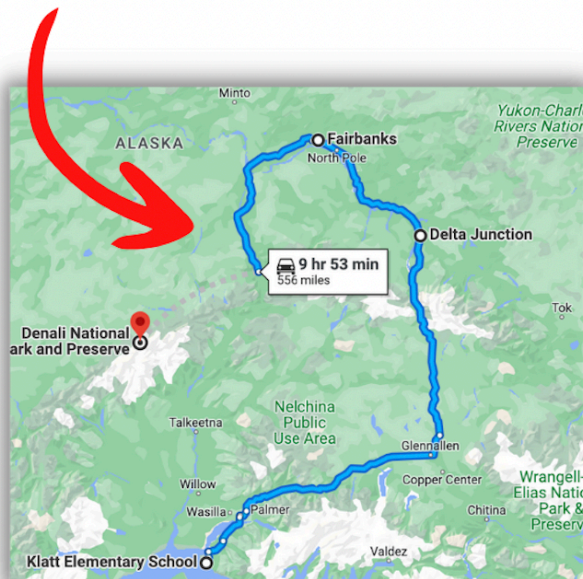 Minto
Yukon-Charl
Rivers Nation
Preserve
ALASKA
Fairbanks
North Pole
Delta Junction
9 hr 53 min
556 miles
Tok
Denali National
ark and Preserve
Nelchina
Public
Use Area
Talkeetna
Glennallen
Copper Center
Willow
Wrangell-
Elias Natio
Park &
Preserv
Wasilla
Palmer
Chitina
Klatt Elementary School
Valdez